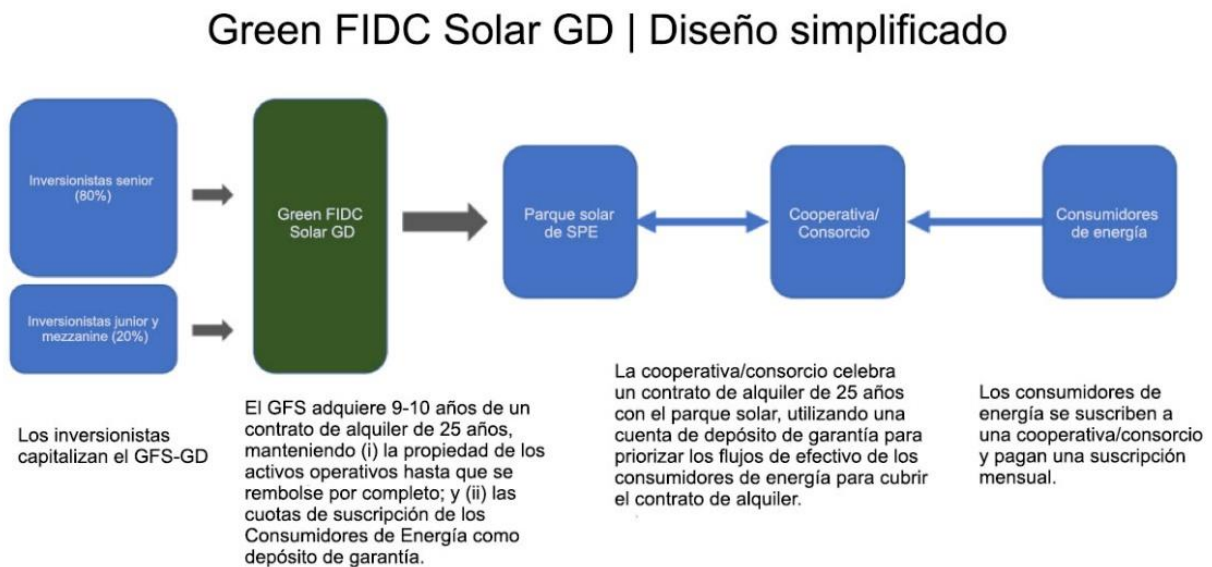 Green FIDC Solar GD | Diseño simplificado
Inversionistas senior
(80%)
Inversionistas junior y
mezzanine (20%)
Green FIDC
Solar GD
Parque solar
de SPE
Cooperativa/
Consorcio
Consumidores
de energía
Los inversionistas
capitalizan el GFS-GD
El GFS adquiere 9-10 años de un
contrato de alquiler de 25 años,
manteniendo (i) la propiedad de los
activos operativos hasta que se
rembolse por completo; y (ii) las
cuotas de suscripción de los
Consumidores de Energía como
depósito de garantía.
La cooperativa/consorcio celebra
un contrato de alquiler de 25 años
con el parque solar, utilizando una
cuenta de depósito de garantía para
priorizar los flujos de efectivo de los
consumidores de energía para cubrir
el contrato de alquiler.
Los consumidores de
energía se suscriben a
una cooperativa/consorcio
y pagan una suscripción
mensual.